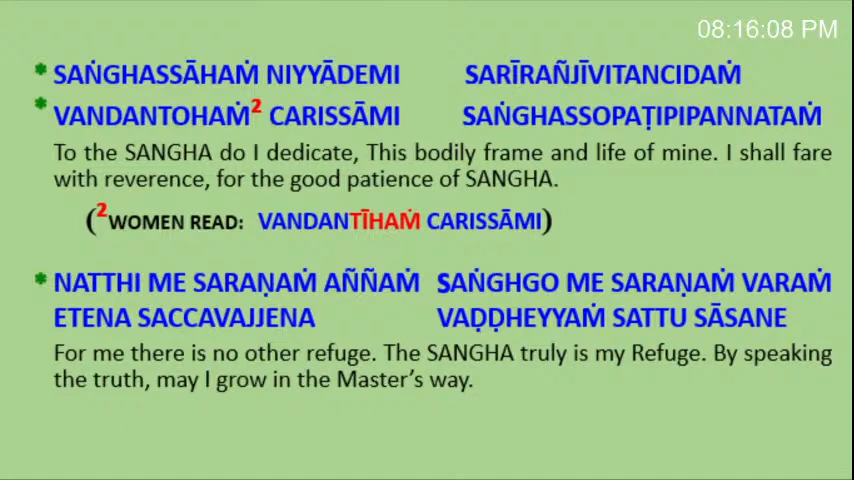 08:16:08 PM
* SAṄGHASSĀHAṀ NIYYĀDEMI SARĪRAÑJĪVITANCIDAṀ
* VANDANTOHAṀ² CARISSĀMI SAṄGHASSOPAṬIPIPANNATAṀ
To the SANGHA do I dedicate, This bodily frame and life of mine. I shall fare
with reverence, for the good patience of SANGHA.
(²WOMEN READ: VANDANTĪHAṀ CARISSĀMI)
* NATTHI ME SARAṆAṀ AÑÑAṀ SAṄGHGO ME SARAṆAṀ VARAṀ
ETENA SACCAVAJJENA VAḌḌHEYYAṀ SATTU SĀSANE
For me there is no other refuge. The SANGHA truly is my Refuge. By speaking
the truth, may I grow in the Master’s way.